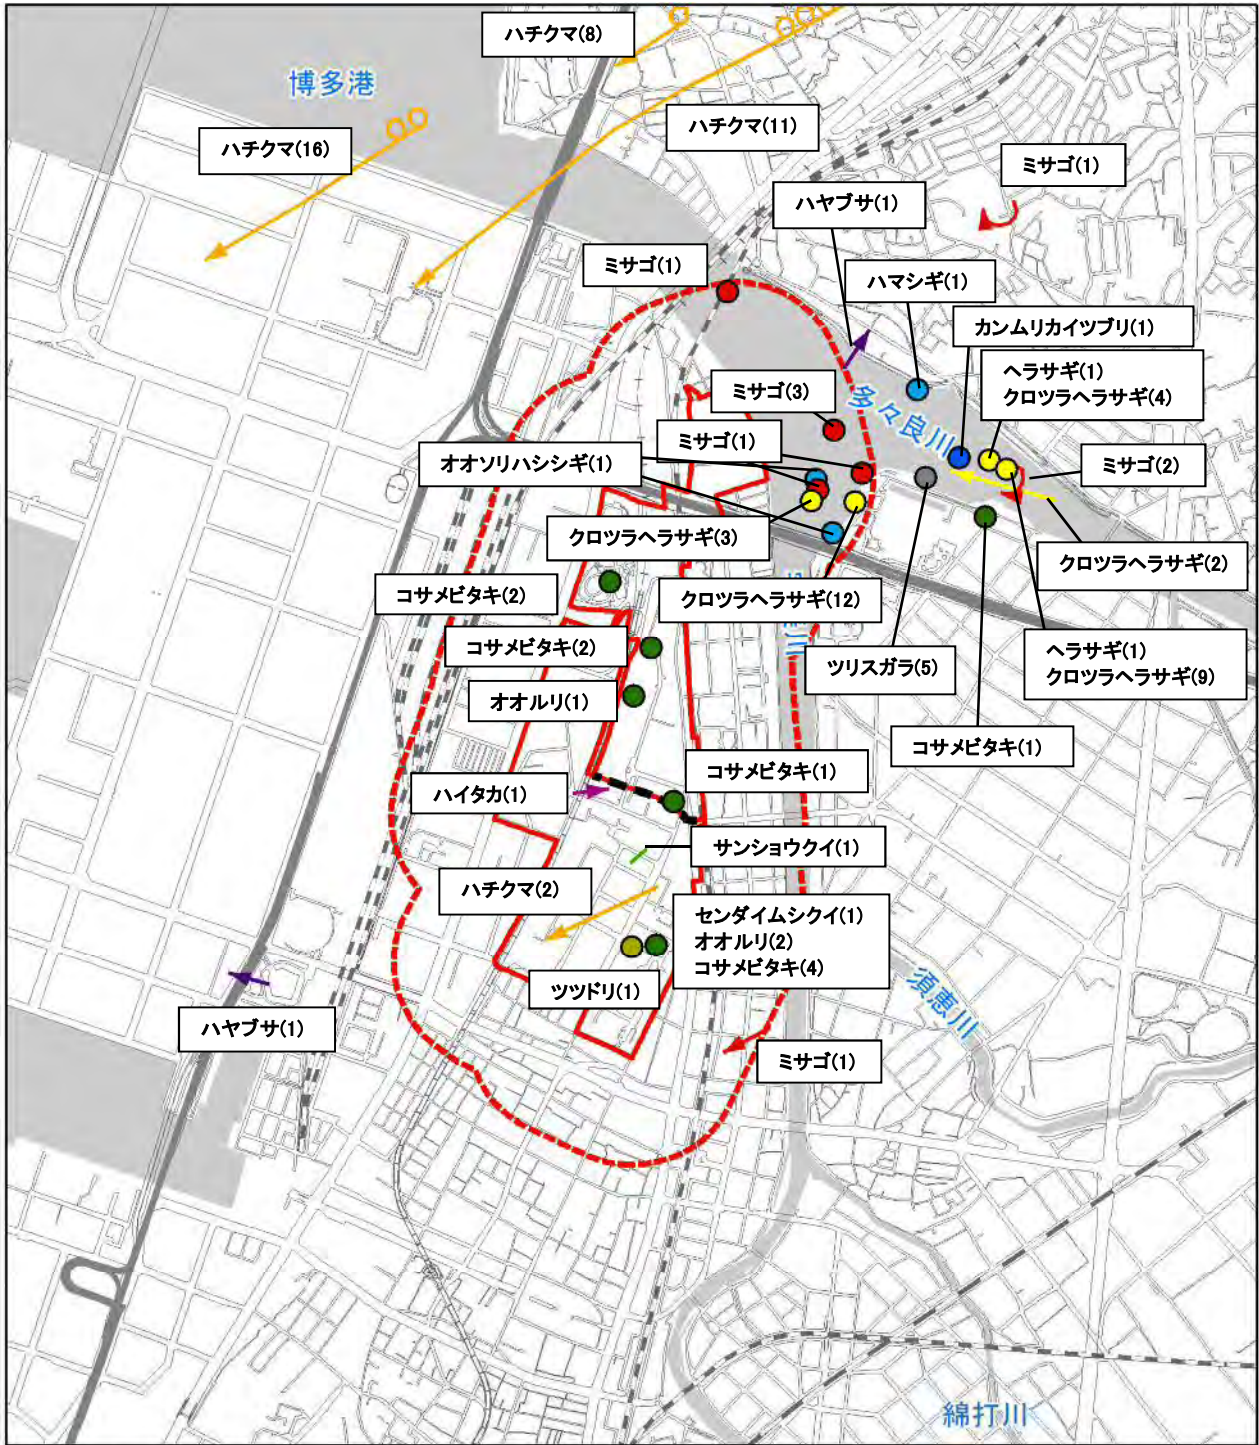 ハチクマ(8)
博多港
ハチクマ(11)
ハチクマ(16)
ミサゴ(1)
ハヤブサ(1)
ミサゴ(1)
ハマシギ(1)
カンムリカイツブリ(1)
ヘラサギ(1)
クロツラヘラサギ(4)
ミサゴ(3)
多々良川
ミサゴ(1)
オオソリハシシギ(1)
ミサゴ(2)
クロツラヘラサギ(3)
クロツラヘラサギ(2)
コサメビタキ(2)
クロツラヘラサギ(12)
コサメビタキ(2)
ツリスガラ(5)
ヘラサギ(1)
クロツラヘラサギ(9)
オオルリ(1)
コサメビタキ(1)
コサメビタキ(1)
ハイタカ(1)
サンショウクイ(1)
ハチクマ(2)
センダイムシクイ(1)
オオルリ(2)
コサメビタキ(4)
ツツドリ(1)
須恵川
ハヤブサ(1)
ミサゴ(1)
綿打川